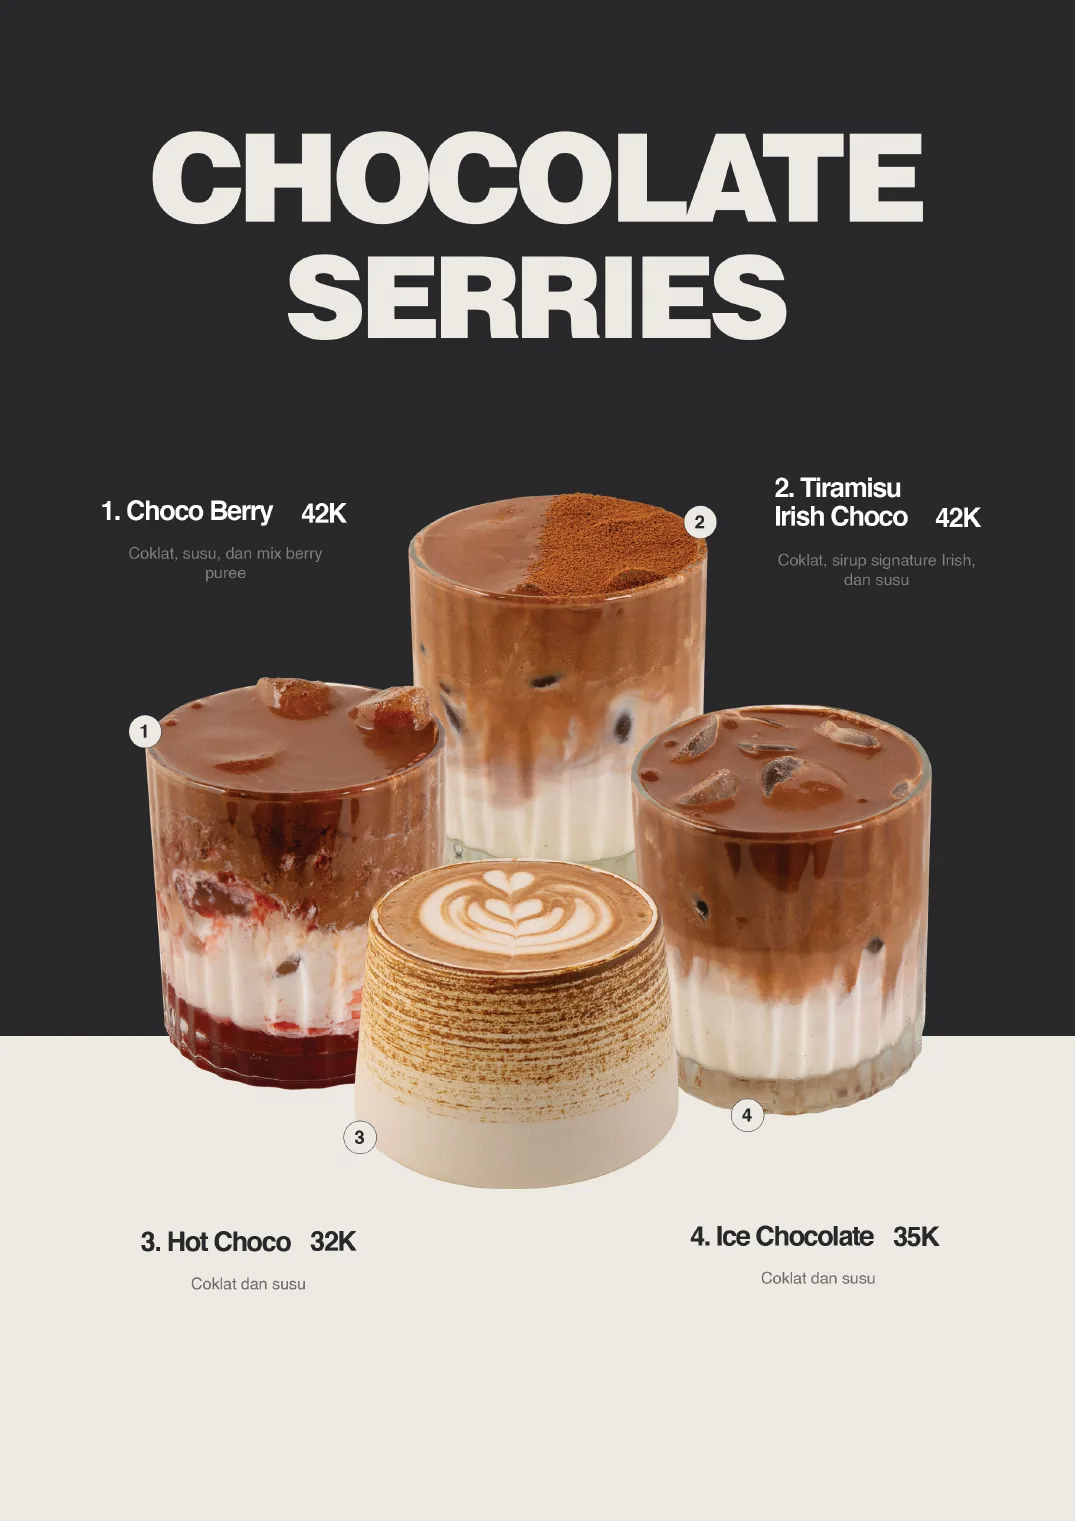 CHOCOLATE
SERRIES
1. Choco Berry 42K
Coklat, susu, dan mix berry
puree
2. Tiramisu
Irish Choco 42K
Coklat, sirup signature Irish,
dan susu
2
1
3
4
3. Hot Choco 32K
Coklat dan susu
4. Ice Chocolate 35K
Coklat dan susu